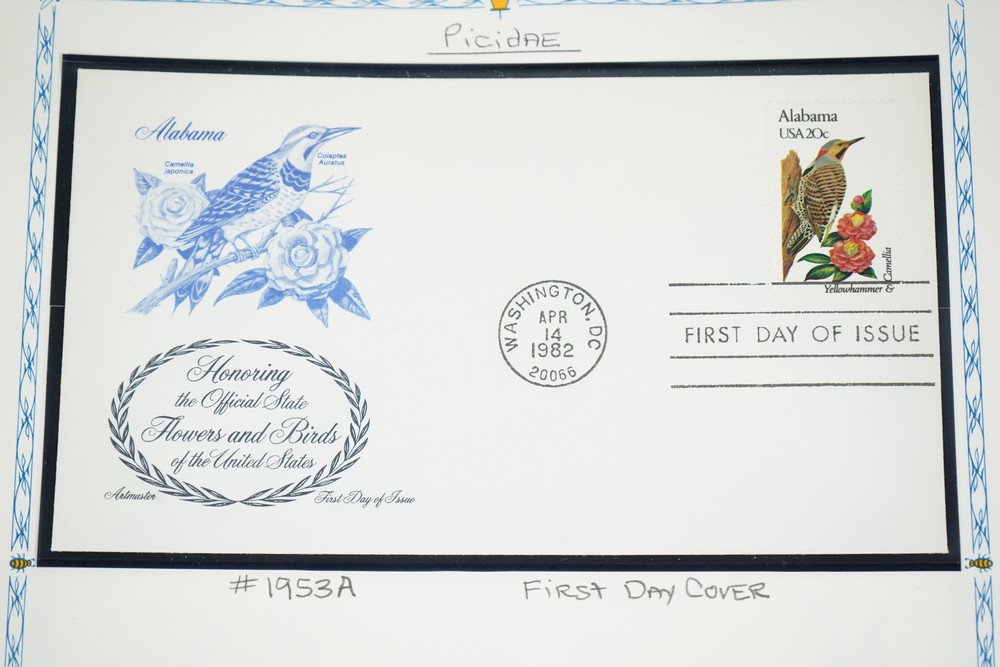 Picidae
Alabama
Camellia
japonica
Colaptes
Auratus
Alabama
USA 20c
Yellowhammer &
Camellia
WASHINGTON, DC
APR
14
1982
20066
FIRST DAY OF ISSUE
Honoring
the Official State
Flowers and Birds
of the United States
Artmaster
First Day of Issue
#1953A
First Day Cover